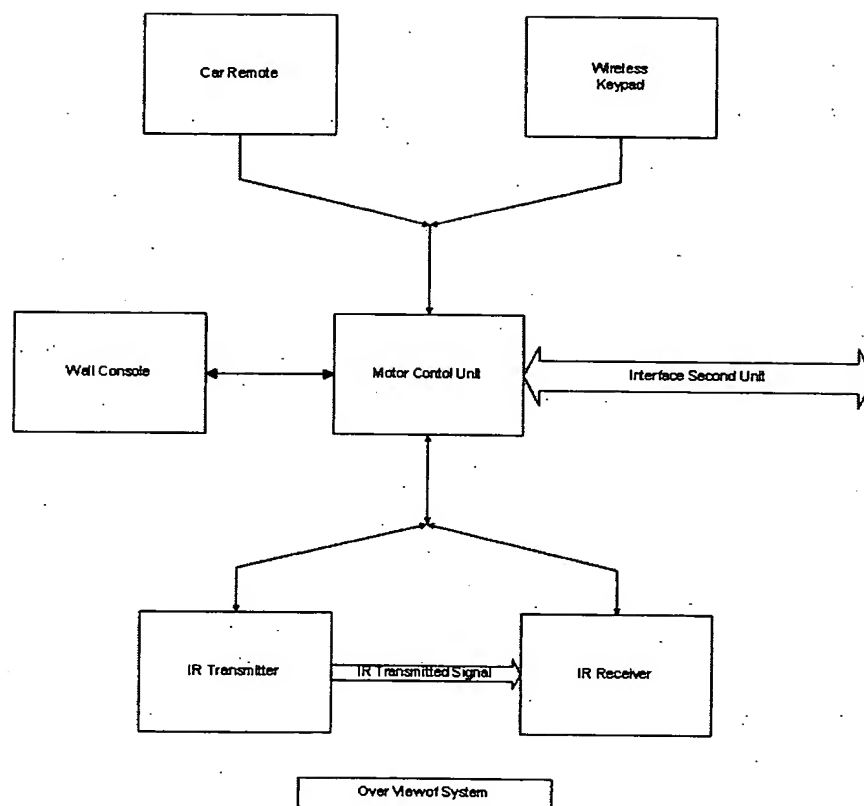 Car Remote
Wireless
Keypad
Wall Console
Motor Contol Unit
Interface Second Unit
IR Transmitter
IR Transmitted Signal
IR Receiver
Over View of System